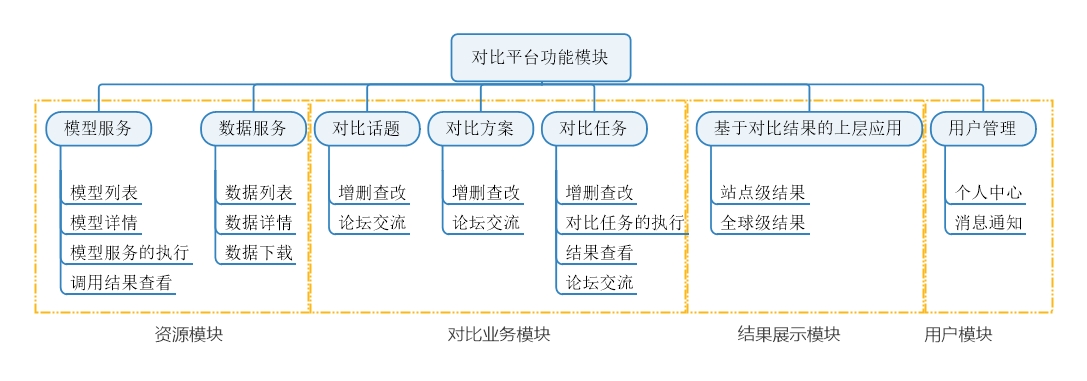 对比平台功能模块
模型服务
数据服务
对比话题
对比方案
对比任务
基于对比结果的上层应用
用户管理
模型列表
模型详情
模型服务的执行
调用结果查看
数据列表
数据详情
数据下载
增删查改
论坛交流
增删查改
论坛交流
增删查改
对比任务的执行
结果查看
论坛交流
站点级结果
全球级结果
个人中心
消息通知
资源模块
对比业务模块
结果展示模块
用户模块